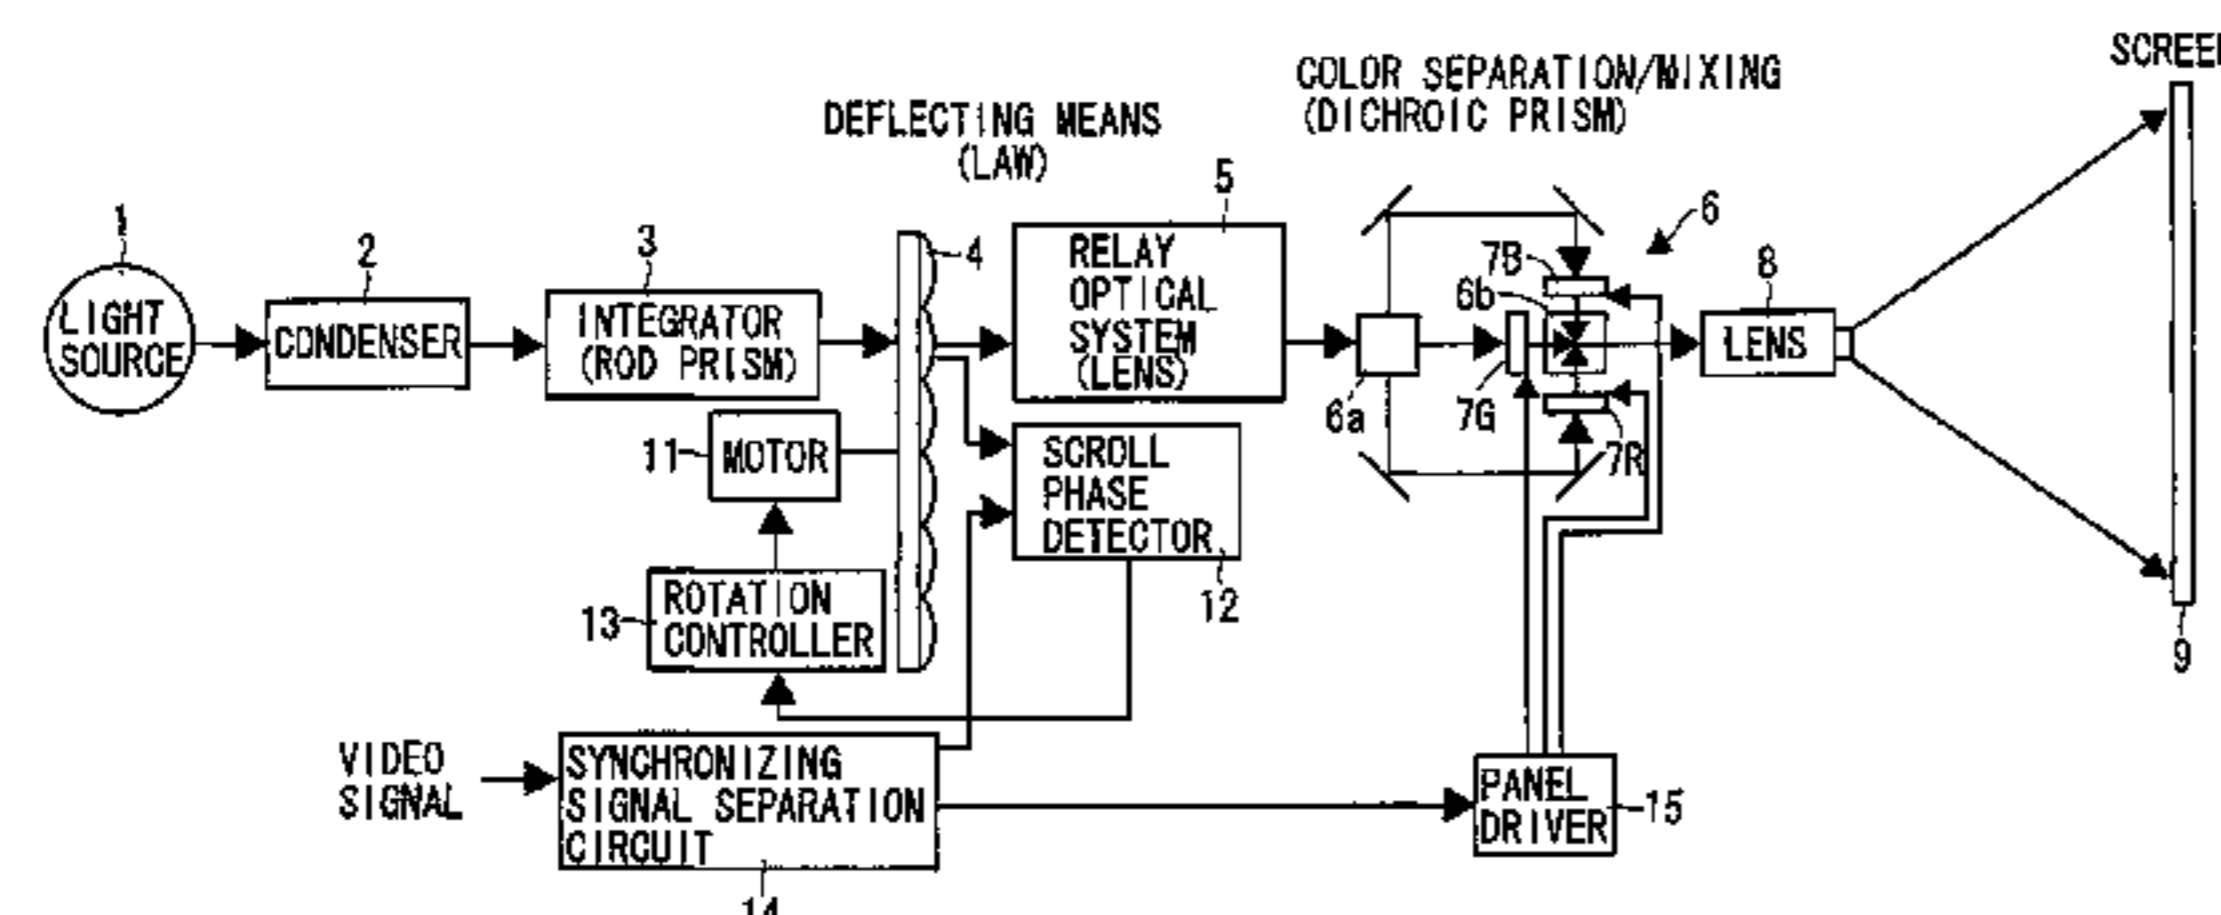 SCREEN
COLOR SEPARATION/MIXING
(DICHROIC PRISM)
DEFLECTING MEANS
(LAW)
1
LIGHT
SOURCE
2
CONDENSER
3
INTEGRATOR
(ROD PRISM)
4
5
RELAY
OPTICAL
SYSTEM
(LENS)
6
7B
6b
6a
7G
7R
8
LENS
9
11
MOTOR
SCROLL
PHASE
DETECTOR
12
13
ROTATION
CONTROLLER
VIDEO
SIGNAL
SYNCHRONIZING
SIGNAL SEPARATION
CIRCUIT
14
PANEL
DRIVER
15